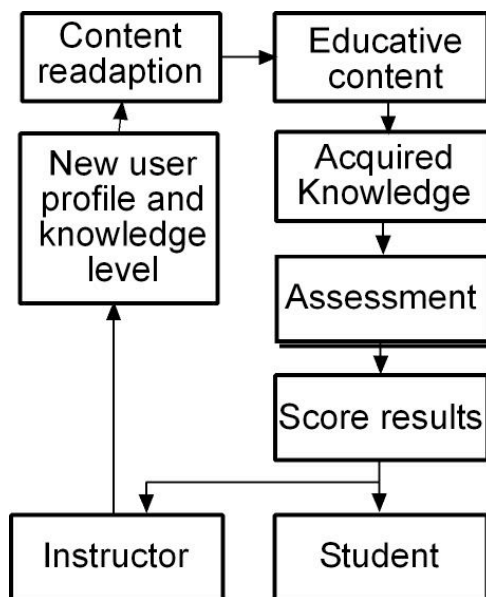 Content
readaption
Educative
content
New user
profile and
knowledge
level
Acquired
Knowledge
Assessment
Score results
Instructor
Student